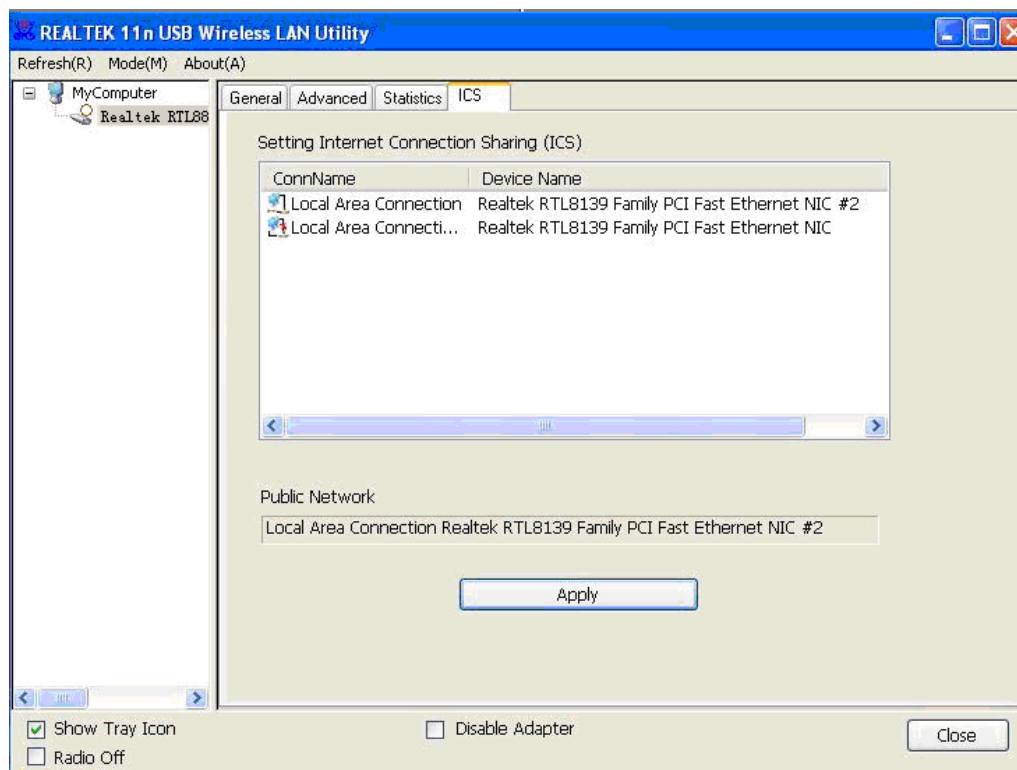 REALTEK 11n USB Wireless LAN Utility
Refresh(R) Mode(M) About(A)
MyComputer
Realtek RTL88
General Advanced Statistics ICS
Setting Internet Connection Sharing (ICS)
ConnName Device Name
Local Area Connection Realtek RTL8139 Family PCI Fast Ethernet NIC #2
Local Area Connecti... Realtek RTL8139 Family PCI Fast Ethernet NIC
Public Network
Local Area Connection Realtek RTL8139 Family PCI Fast Ethernet NIC #2
Apply
Show Tray Icon
Radio Off
Disable Adapter
Close